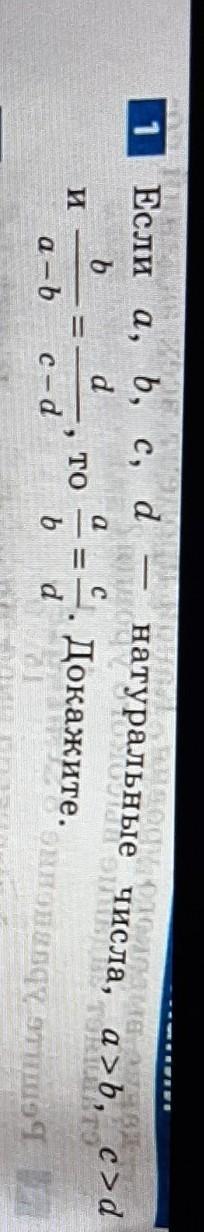 1 Если a, b, c, d — натуральные числа, a > b, c > d
и b/(a−b) = d/(c−d), то a/b = c/d. Докажите.